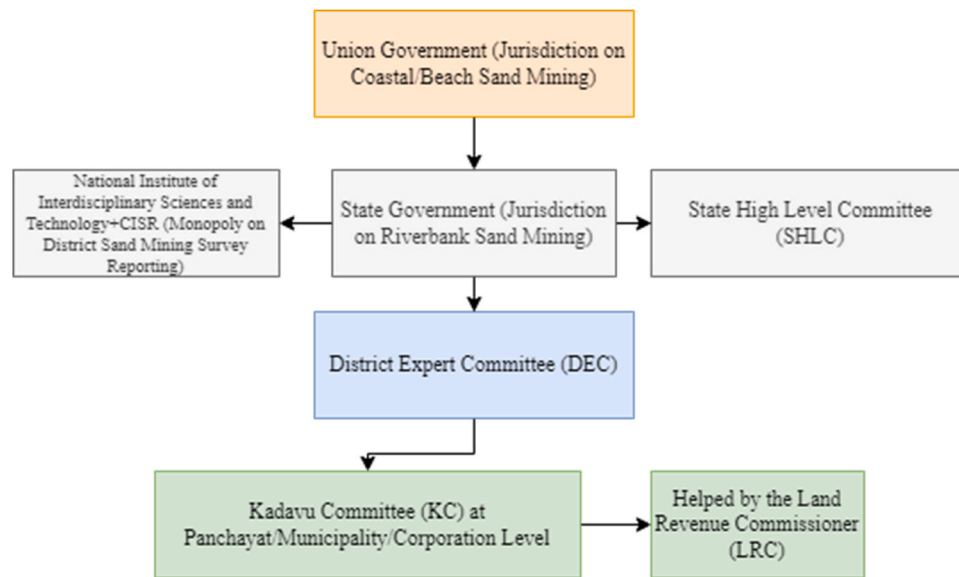 Union Government (Jurisdiction on
Coastal/Beach Sand Mining)
National Institute of
Interdisciplinary Sciences and
Technology+CISR (Monopoly on
District Sand Mining Survey
Reporting)
State Government (Jurisdiction
on Riverbank Sand Mining)
State High Level Committee
(SHLC)
District Expert Committee (DEC)
Kadavu Committee (KC) at
Panchayat/Municipality/Corporation Level
Helped by the Land
Revenue Commissioner
(LRC)